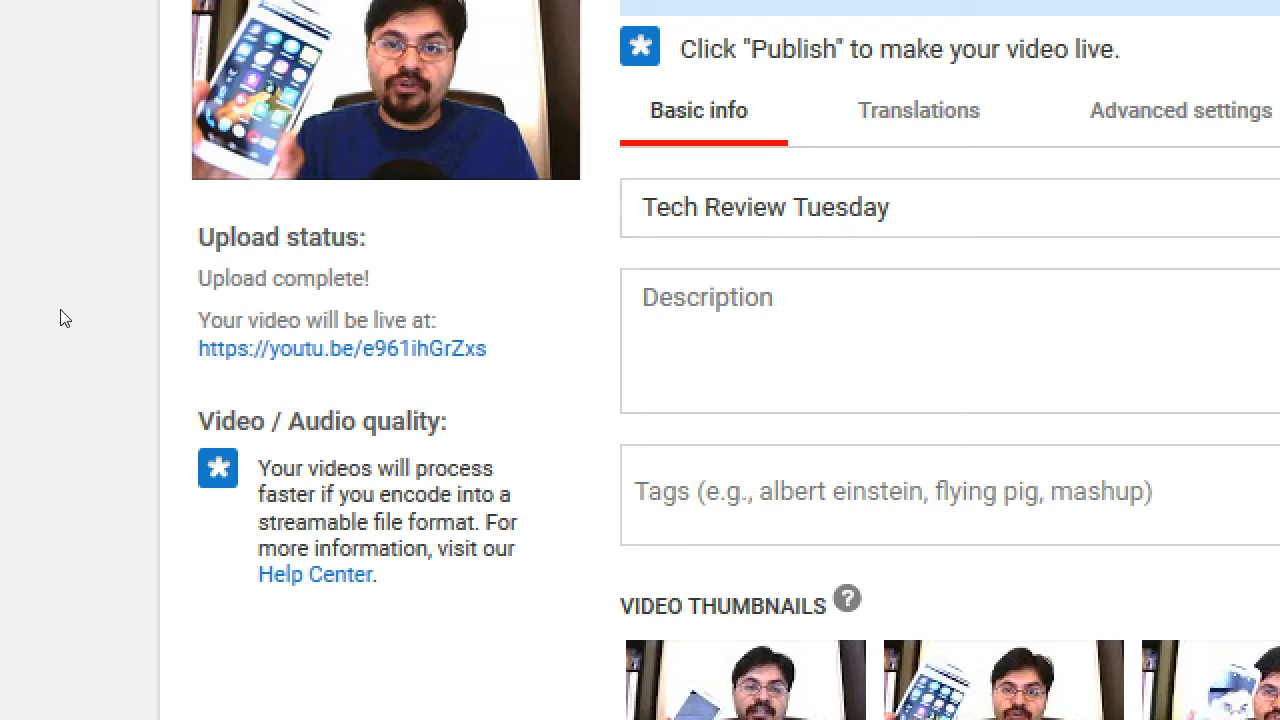 Click "Publish" to make your video live.
Basic info
Translations
Advanced settings
Tech Review Tuesday
Description
Tags (e.g., albert einstein, flying pig, mashup)
VIDEO THUMBNAILS ?
Upload status:
Upload complete!
Your video will be live at:
https://youtu.be/e961ihGrZxs
Video / Audio quality:
Your videos will process
faster if you encode into a
streamable file format. For
more information, visit our
Help Center.